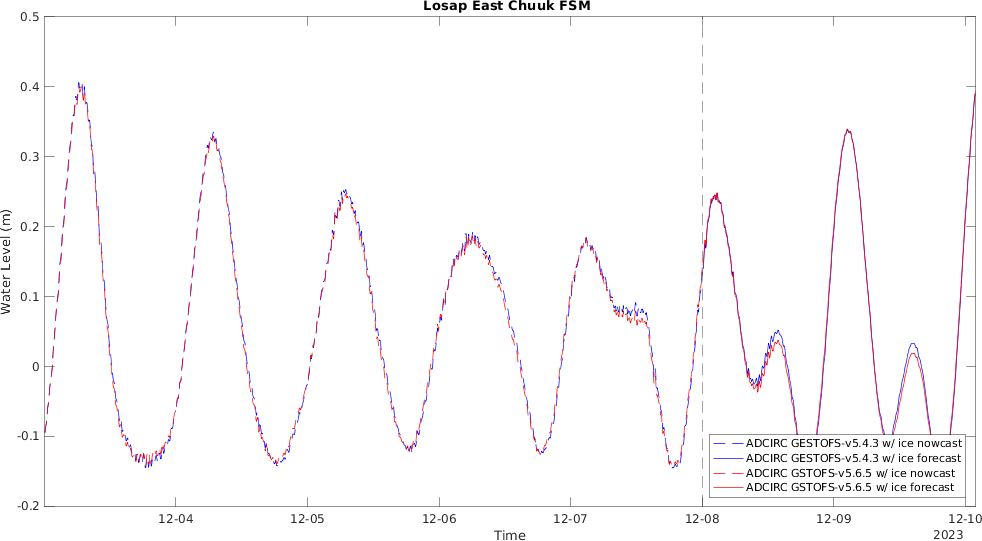 Losap East Chuuk FSM
0.5
0.4
0.3
0.2
0.1
0
-0.1
-0.2
Water Level (m)
ADCIRC GESTOFS-v5.4.3 w/ ice nowcast
ADCIRC GESTOFS-v5.4.3 w/ ice forecast
ADCIRC GSTOFS-v5.6.5 w/ ice nowcast
ADCIRC GSTOFS-v5.6.5 w/ ice forecast
12-04 12-05 12-06 12-07 12-08 12-09 12-10
Time
2023